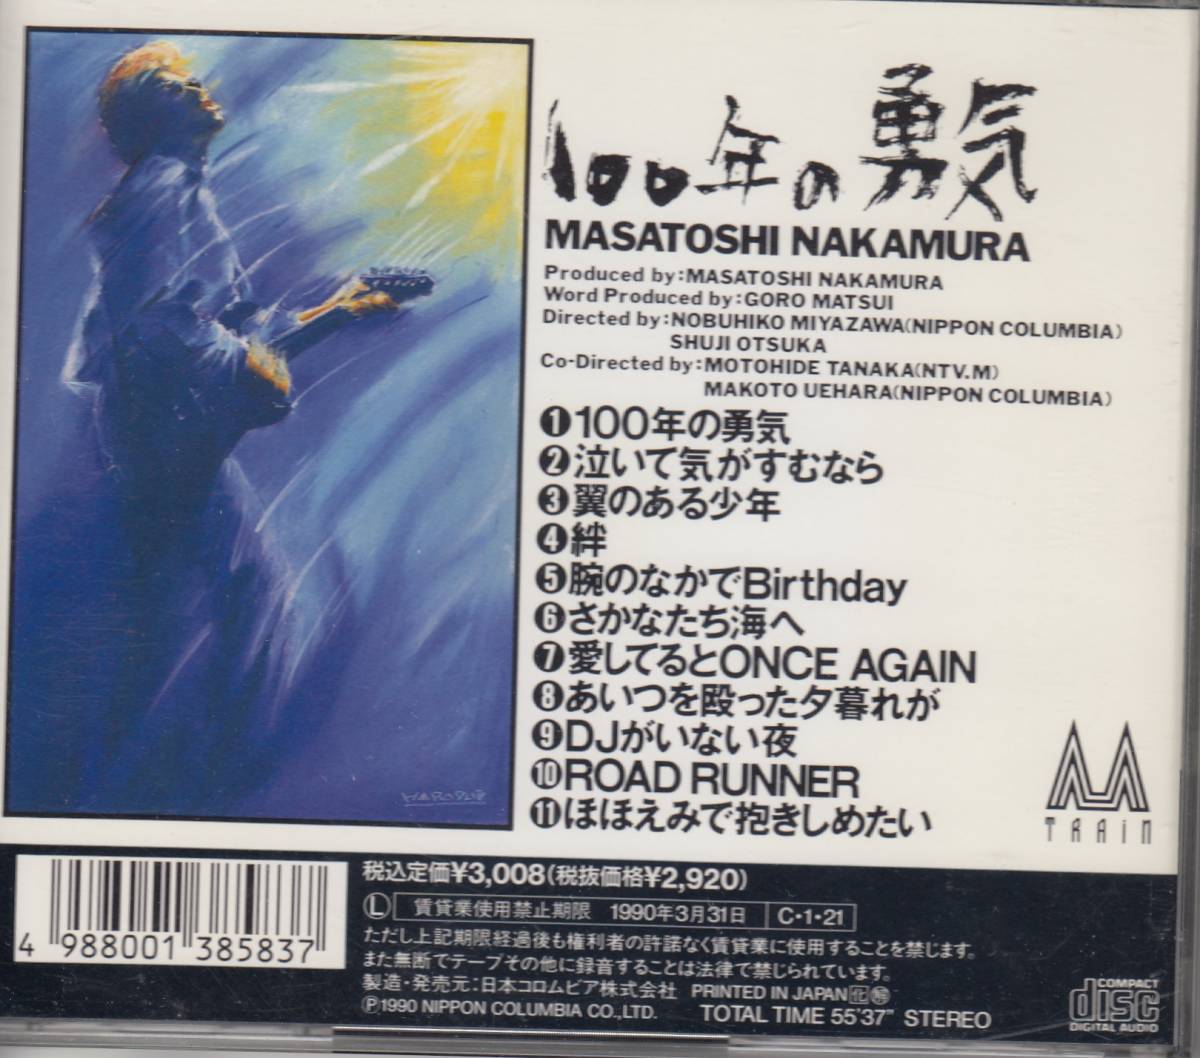 100年の勇気
MASATOSHI NAKAMURA
Produced by:MASATOSHI NAKAMURA
Word Produced by:GORO MATSUI
Directed by:NOBUHIKO MIYAZAWA(NIPPON COLUMBIA)
SHUJI OTSUKA
Co-Directed by:MOTOHIDE TANAKA(NTV.M)
MAKOTO UEHARA(NIPPON COLUMBIA)
❶100年の勇気
❷泣いて気がすむなら
❸翼のある少年
❹絆
❺腕のなかでBirthday
❻さかなたち海へ
❼愛してるとONCE AGAIN
❽あいつを殴った夕暮れが
❾DJがいない夜
❿ROAD RUNNER
⓫ほほえみで抱きしめたい
M
TRAiN
税込定価¥3,008(税抜価格¥2,920)
Ⓛ 賃貸業使用禁止期限 1990年3月31日 C・1・21
ただし上記期限経過後も権利者の許諾なく賃貸業に使用することを禁じます。
また無断でテープその他に録音することは法律で禁じられています。
製造・発売元:日本コロムビア株式会社 PRINTED IN JAPAN
Ⓟ1990 NIPPON COLUMBIA CO.,LTD. TOTAL TIME 55'37" STEREO
4 988001 385837
COMPACT
disc
DIGITAL AUDIO